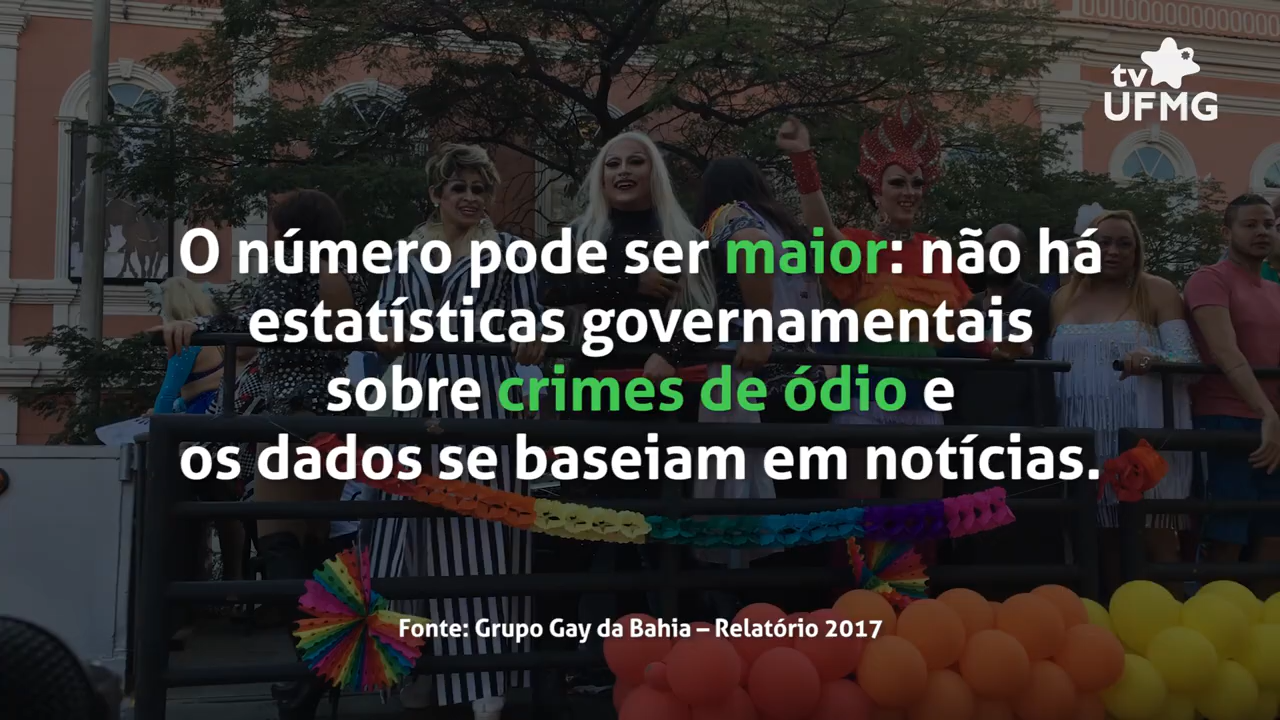 tv
UFMG
O número pode ser maior: não há
estatísticas governamentais
sobre crimes de ódio e
os dados se baseiam em notícias.
Fonte: Grupo Gay da Bahia – Relatório 2017